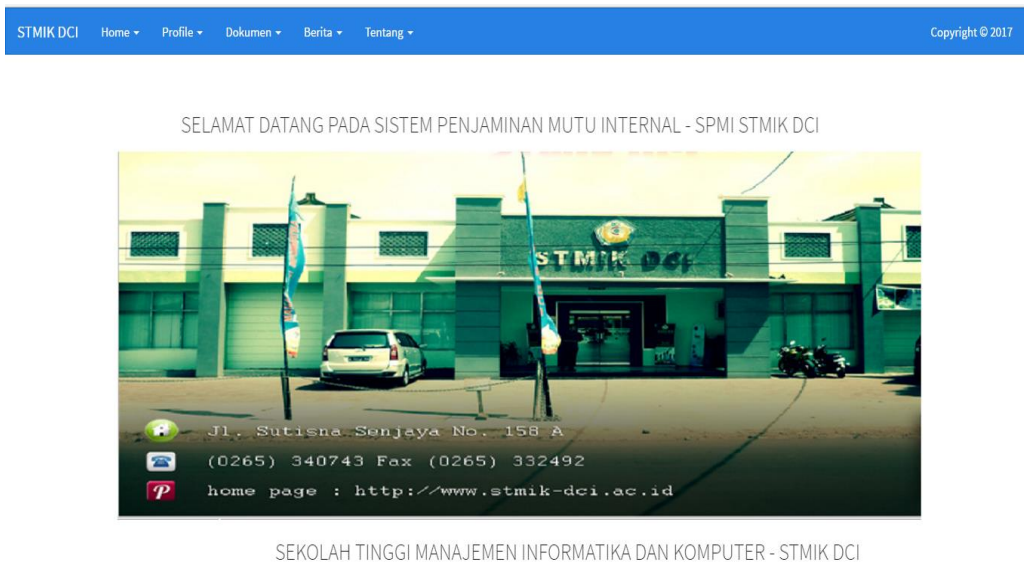 STMIK DCI Home Profile Dokumen Berita Tentang Copyright © 2017
SELAMAT DATANG PADA SISTEM PENJAMINAN MUTU INTERNAL - SPMI STMIK DCI
STMIK DCI
Jl. Sutisna Senjaya No. 158 A
(0265) 340743 Fax (0265) 332492
home page : http://www.stmik-dci.ac.id
SEKOLAH TINGGI MANAJEMEN INFORMATIKA DAN KOMPUTER - STMIK DCI